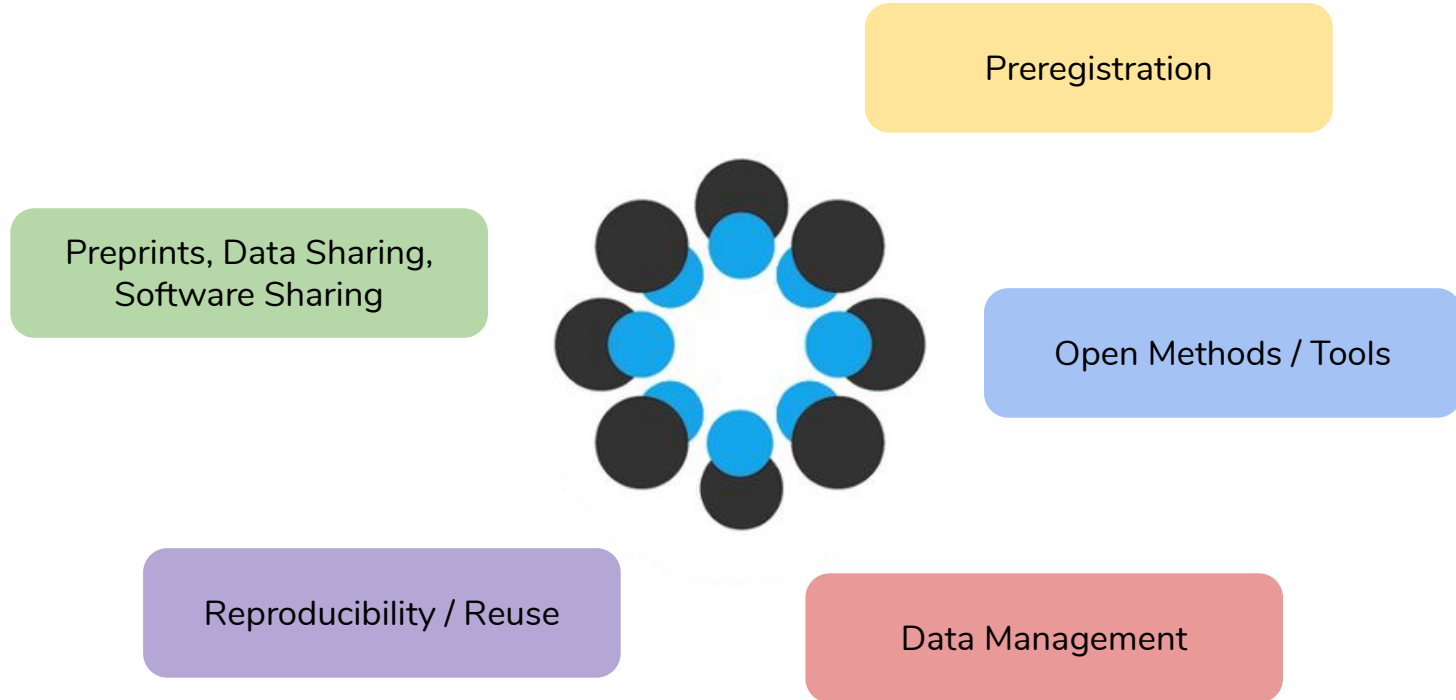 Preregistration
Preprints, Data Sharing,
Software Sharing
Open Methods / Tools
Reproducibility / Reuse
Data Management